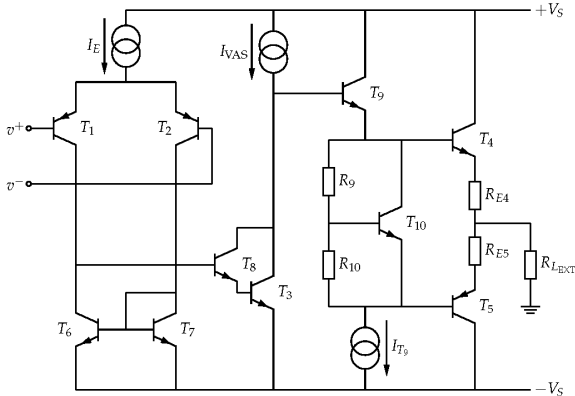 +V_S
I_E
I_VAS
T_9
v^+
T_1
T_2
T_4
v^−
R_9
R_E4
T_10
R_E5
R_LEXT
T_8
R_10
T_3
T_5
T_6
T_7
I_T9
−V_S